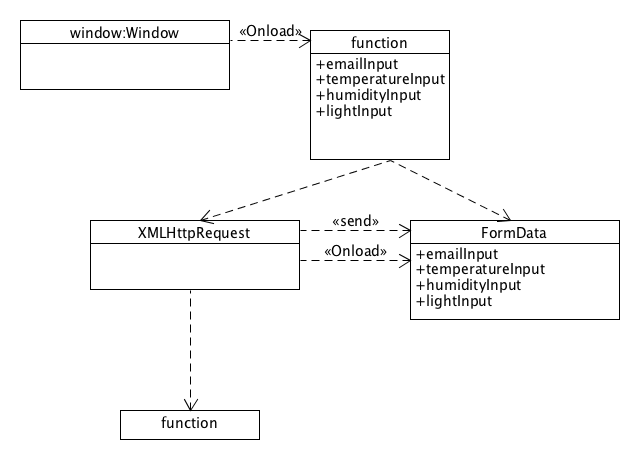 window:Window
«Onload»
function
+emailInput
+temperatureInput
+humidityInput
+lightInput
XMLHttpRequest
«send»
«Onload»
FormData
+emailInput
+temperatureInput
+humidityInput
+lightInput
function